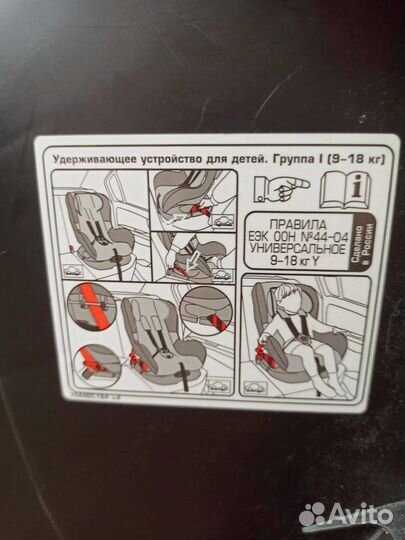 Удерживающее устройство для детей. Группа I (9-18 кг)
i
ПРАВИЛА
ЕЭК ООН №44-04
УНИВЕРСАЛЬНОЕ
9-18 кг Y
Сделано
в России
Avito